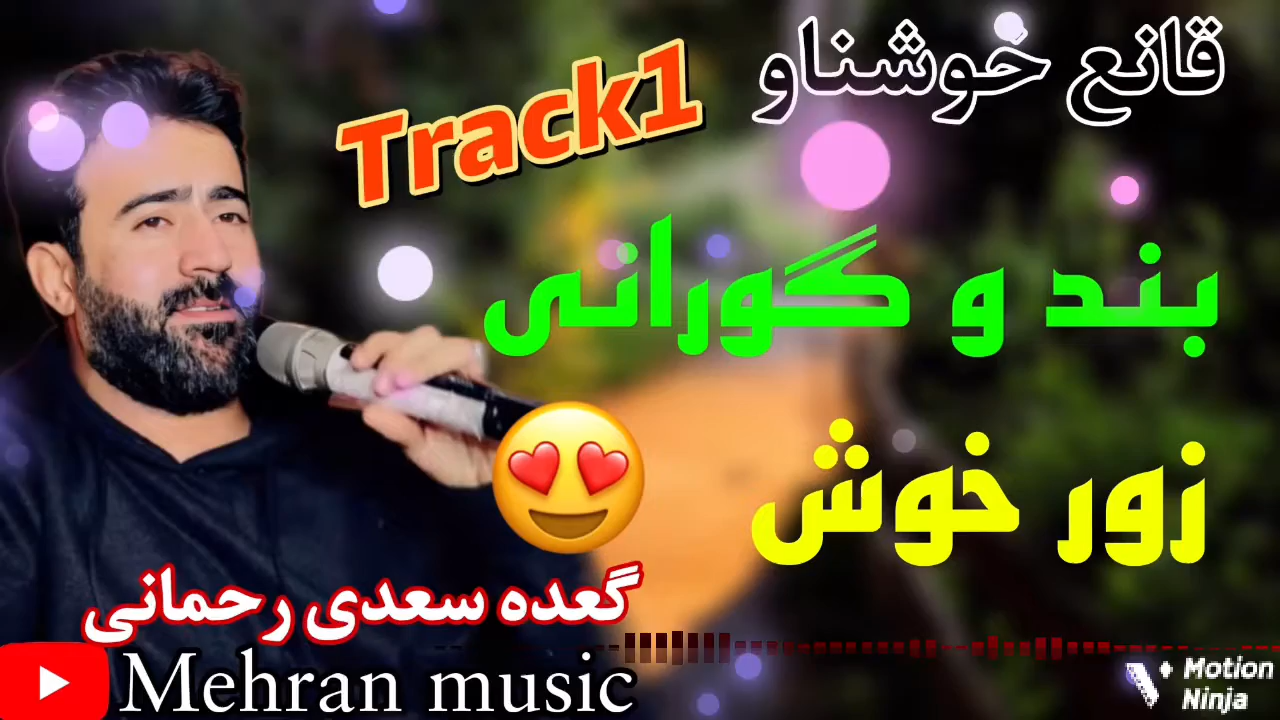 قانع خوشناو
Track1
بند و گورانی
زور خوش
گعده سعدی رحمانی
Mehran music
Motion
Ninja